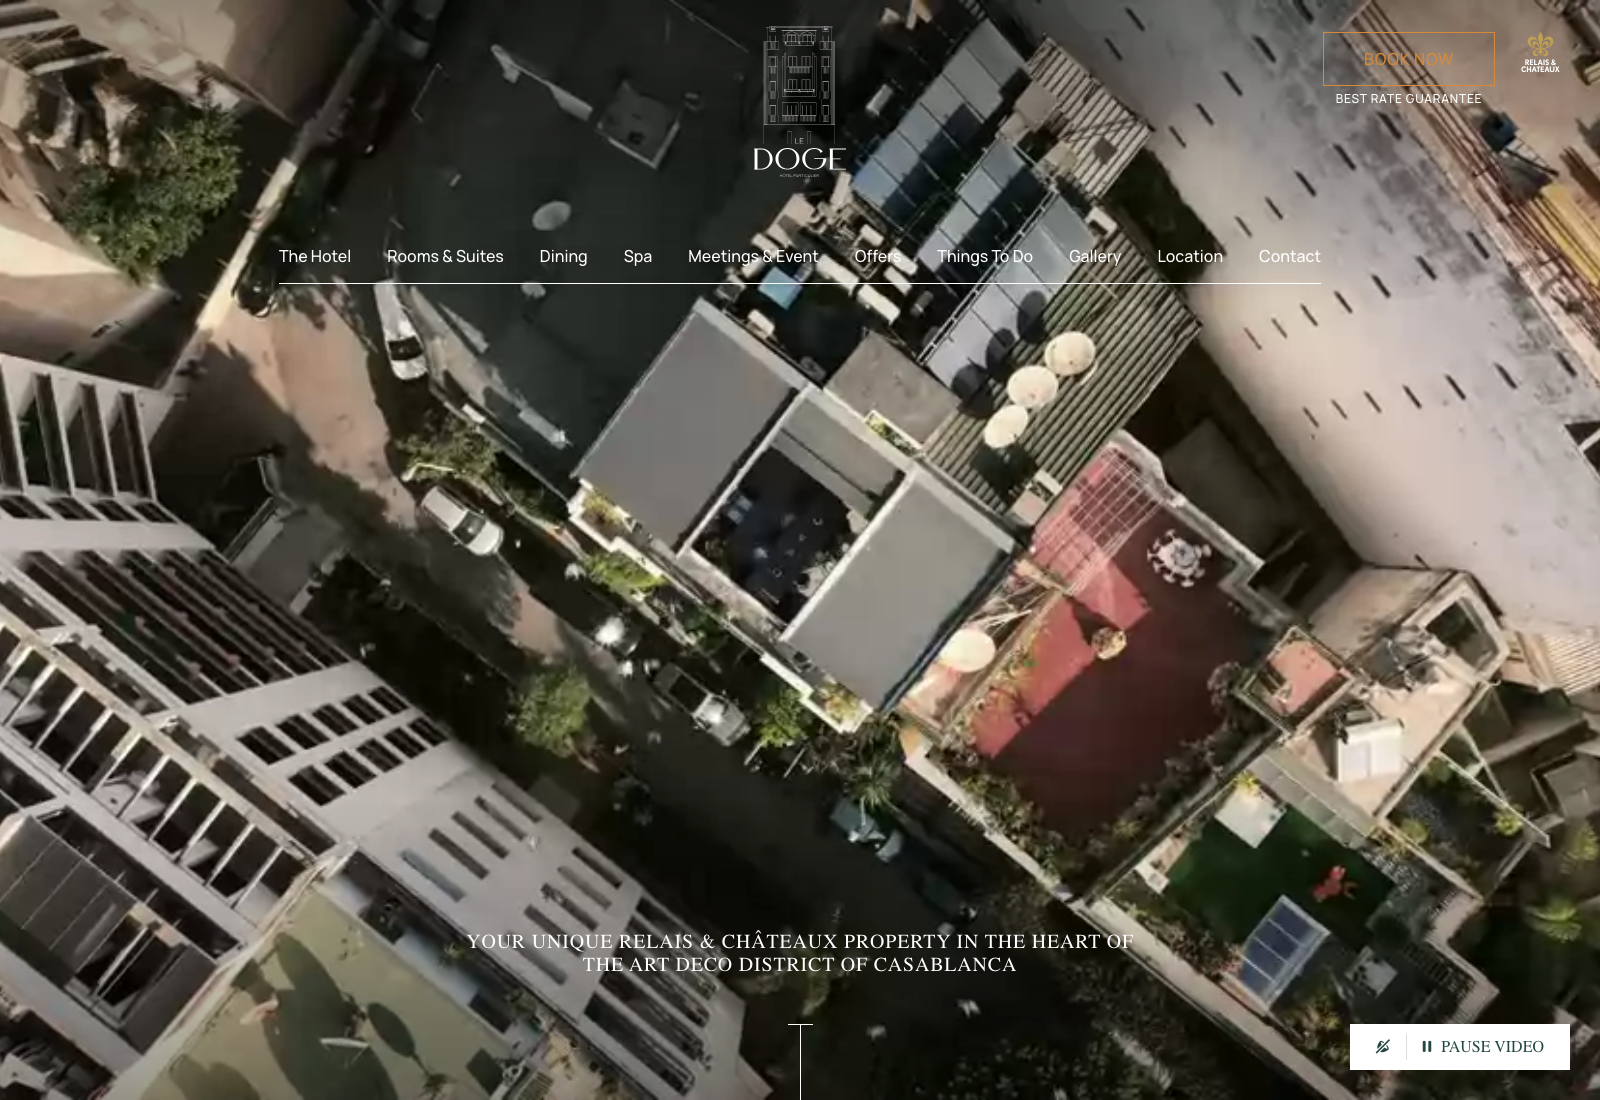 LE
DOGE
HÔTEL PARTICULIER
BOOK NOW
BEST RATE GUARANTEE
RELAIS &
CHATEAUX
The Hotel
Rooms & Suites
Dining
Spa
Meetings & Event
Offers
Things To Do
Gallery
Location
Contact
YOUR UNIQUE RELAIS & CHÂTEAUX PROPERTY IN THE HEART OF
THE ART DECO DISTRICT OF CASABLANCA
PAUSE VIDEO